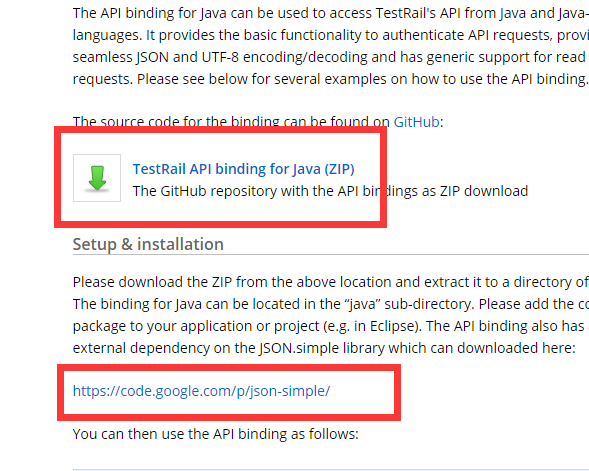 The API binding for Java can be used to access TestRail's API from Java and Java-
languages. It provides the basic functionality to authenticate API requests, provi
seamless JSON and UTF-8 encoding/decoding and has generic support for read
requests. Please see below for several examples on how to use the API binding.
The source code for the binding can be found on GitHub:
TestRail API binding for Java (ZIP)
The GitHub repository with the API bindings as ZIP download
Setup & installation
Please download the ZIP from the above location and extract it to a directory of
The binding for Java can be located in the “java” sub-directory. Please add the co
package to your application or project (e.g. in Eclipse). The API binding also has
external dependency on the JSON.simple library which can downloaded here:
https://code.google.com/p/json-simple/
You can then use the API binding as follows: